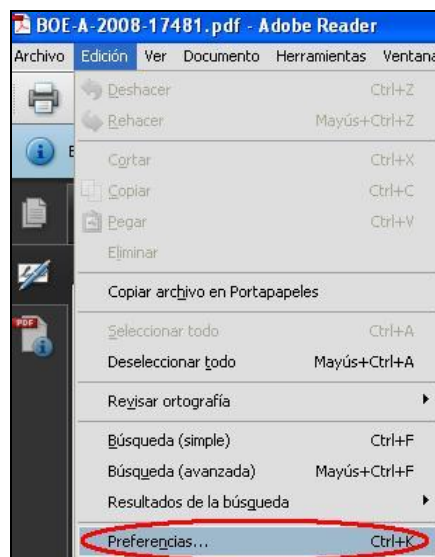 BOE-A-2008-17481.pdf - Adobe Reader
Archivo Edición Ver Documento Herramientas Ventana
Deshacer Ctrl+Z
Rehacer Mayús+Ctrl+Z
Cortar Ctrl+X
Copiar Ctrl+C
Pegar Ctrl+V
Eliminar
Copiar archivo en Portapapeles
Seleccionar todo Ctrl+A
Deseleccionar todo Mayús+Ctrl+A
Revisar ortografía
Búsqueda (simple) Ctrl+F
Búsqueda (avanzada) Mayús+Ctrl+F
Resultados de la búsqueda
Preferencias... Ctrl+K
PDF